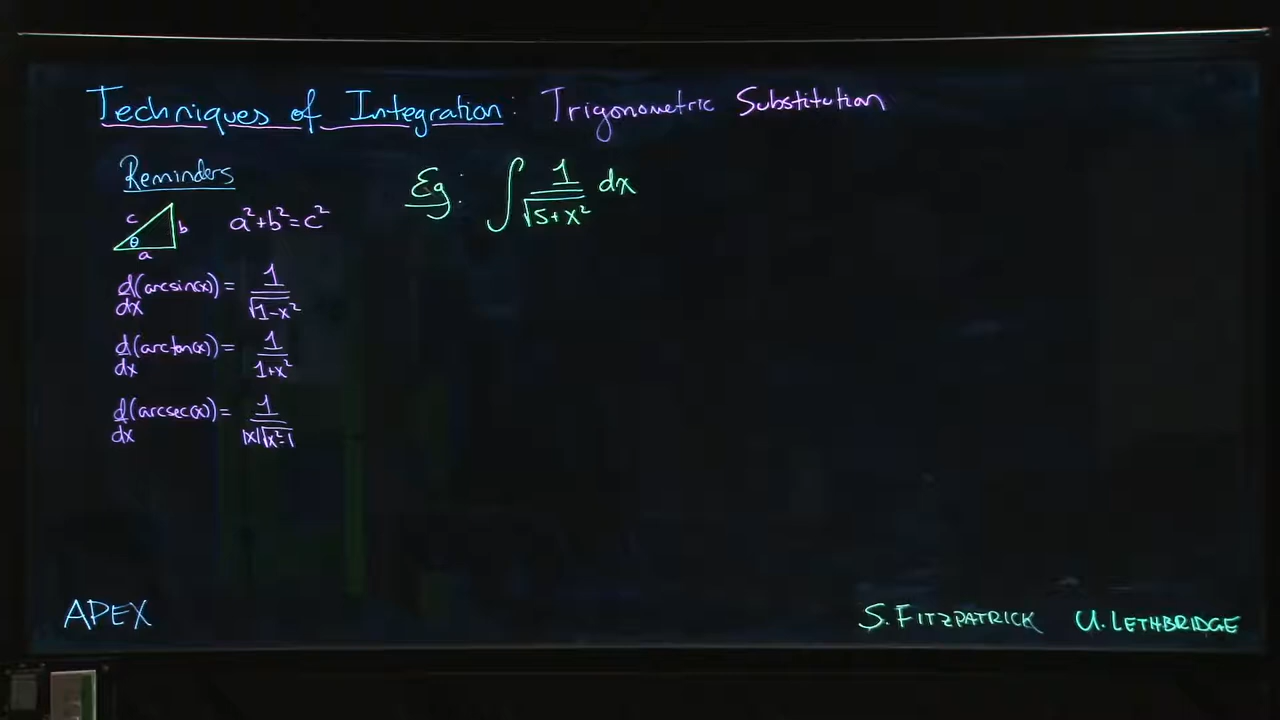 Techniques of Integration: Trigonometric Substitution
Reminders
c b θ a
a²+b²=c²
d/dx (arcsin(x)) = 1/√(1-x²)
d/dx (arctan(x)) = 1/(1+x²)
d/dx (arcsec(x)) = 1/(|x|√(x²-1))
Eg: ∫ 1/√(5+x²) dx
APEX
S. FITZPATRICK U. LETHBRIDGE